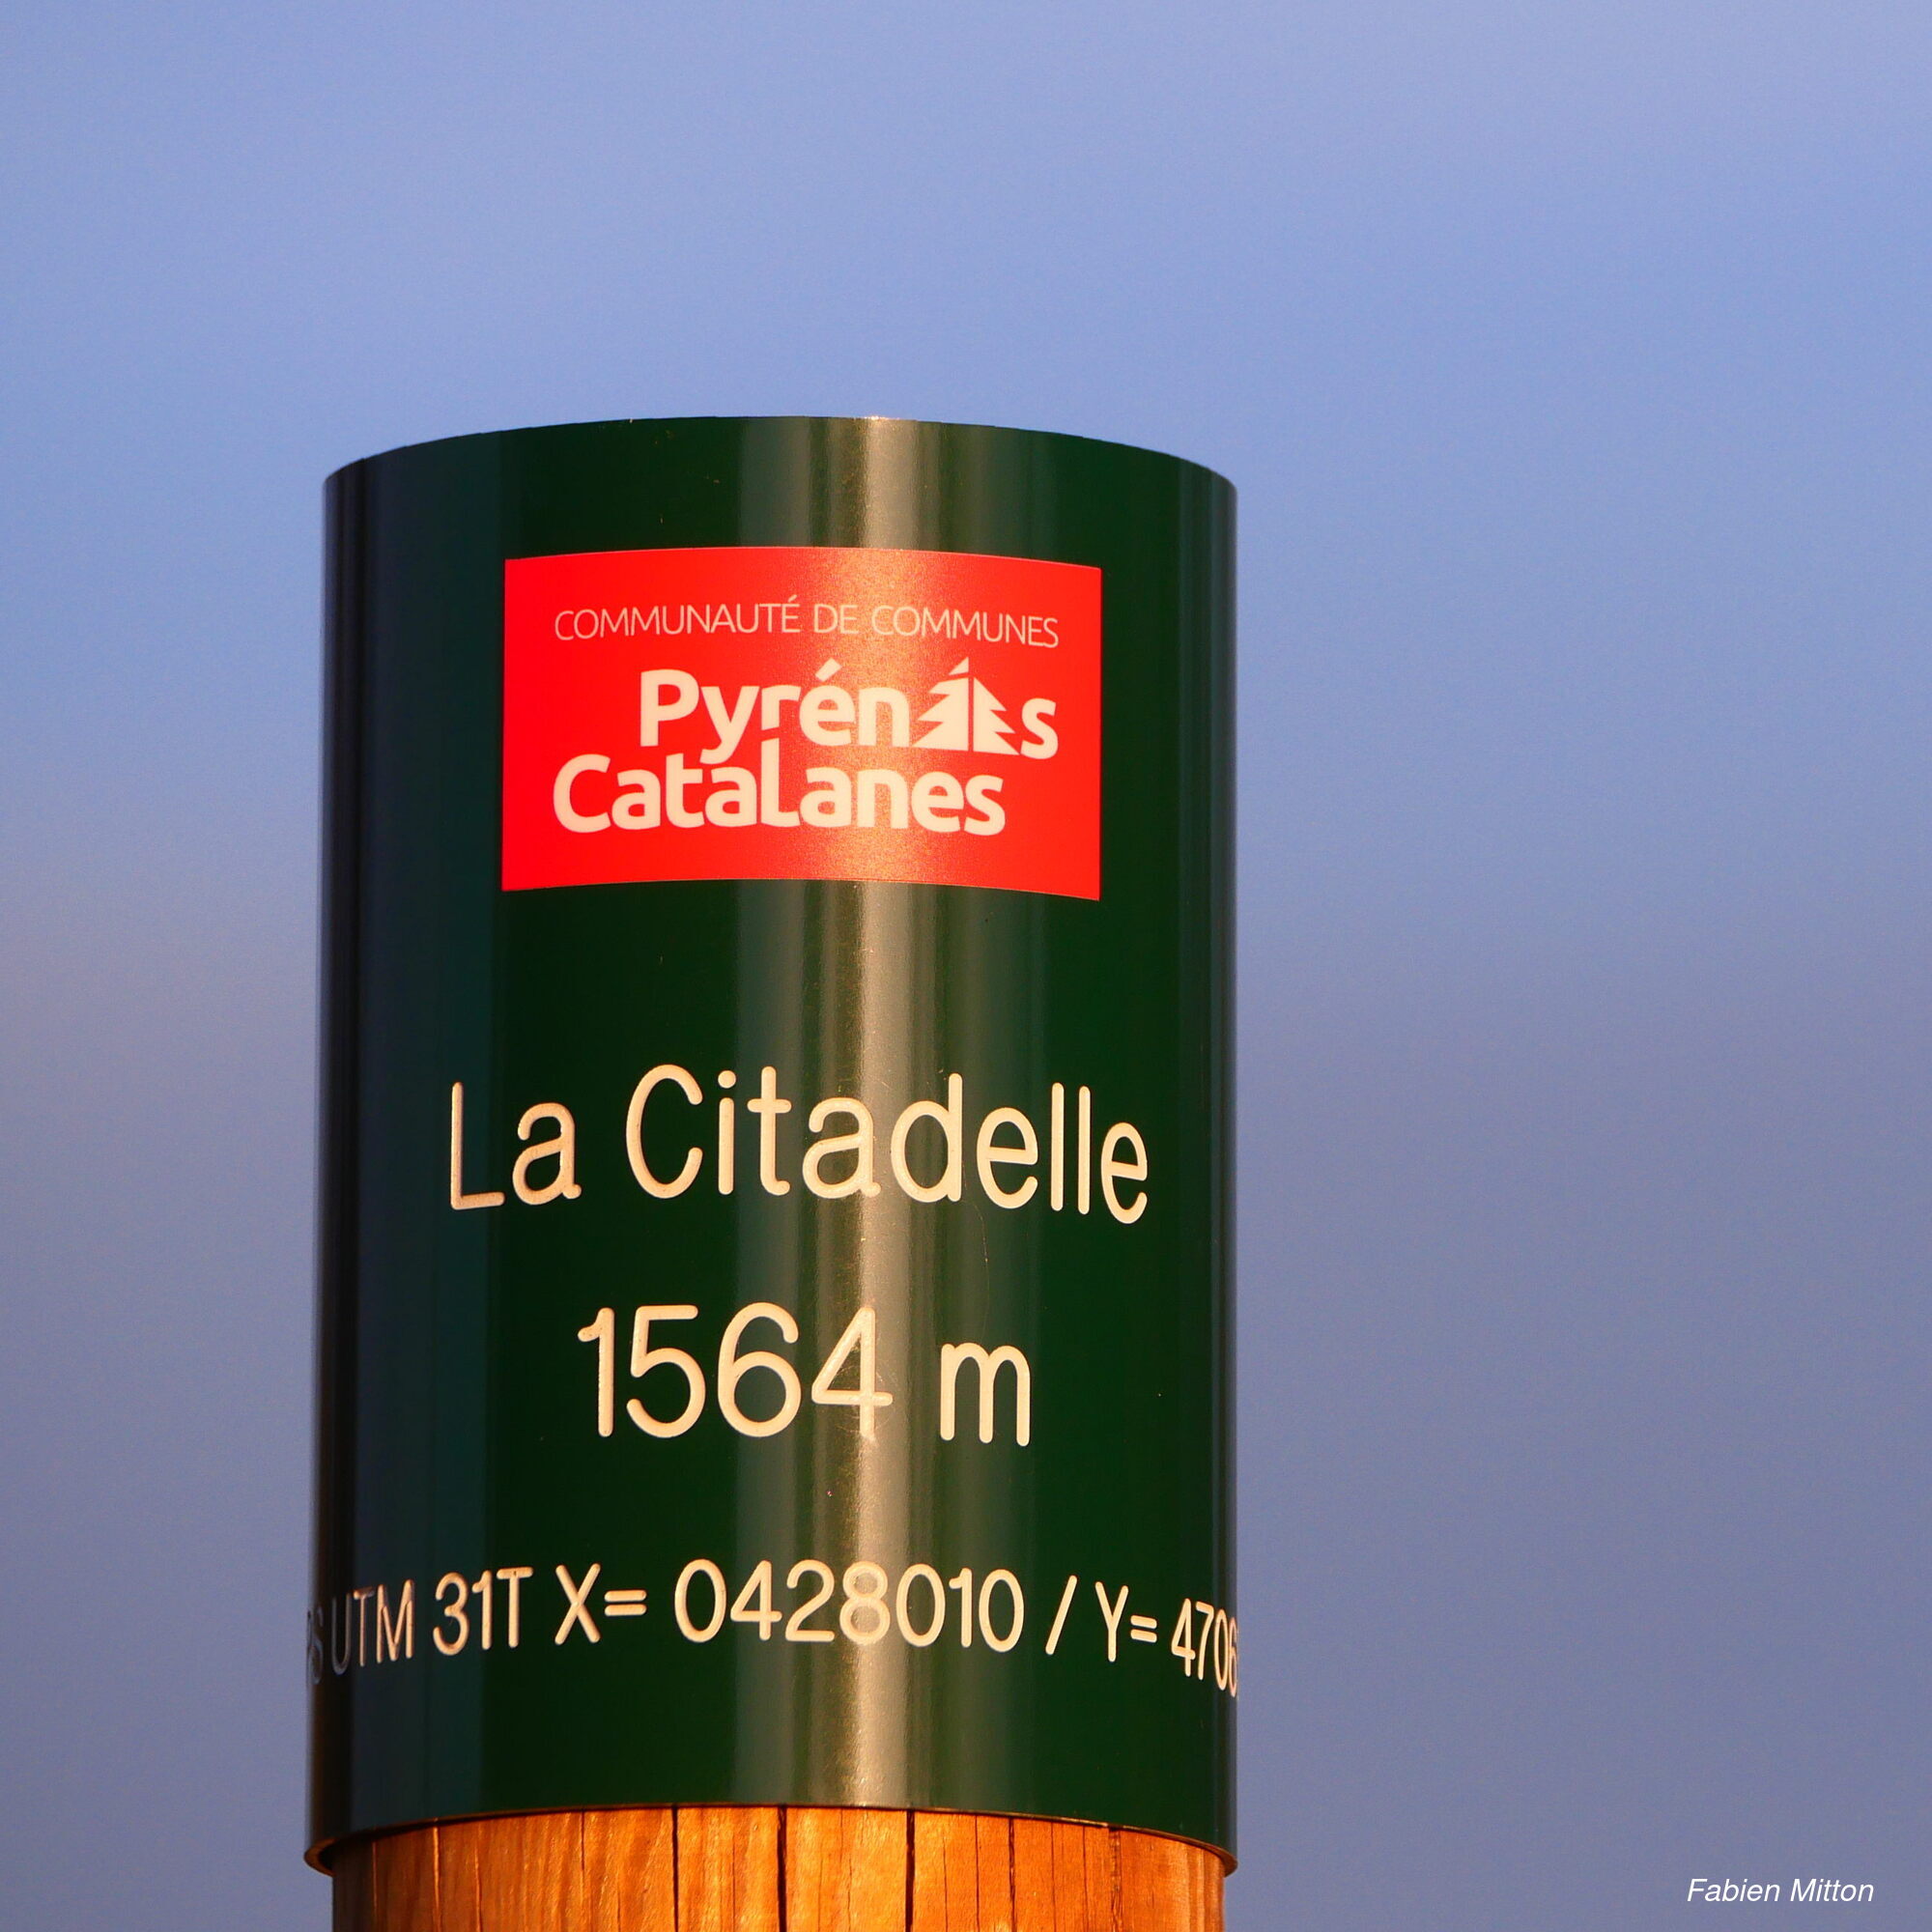 COMMUNAUTÉ DE COMMUNES
Pyrénées
Catalanes
La Citadelle
1564 m
UTM 31T X= 0428010 / Y= 4706
Fabien Mitton